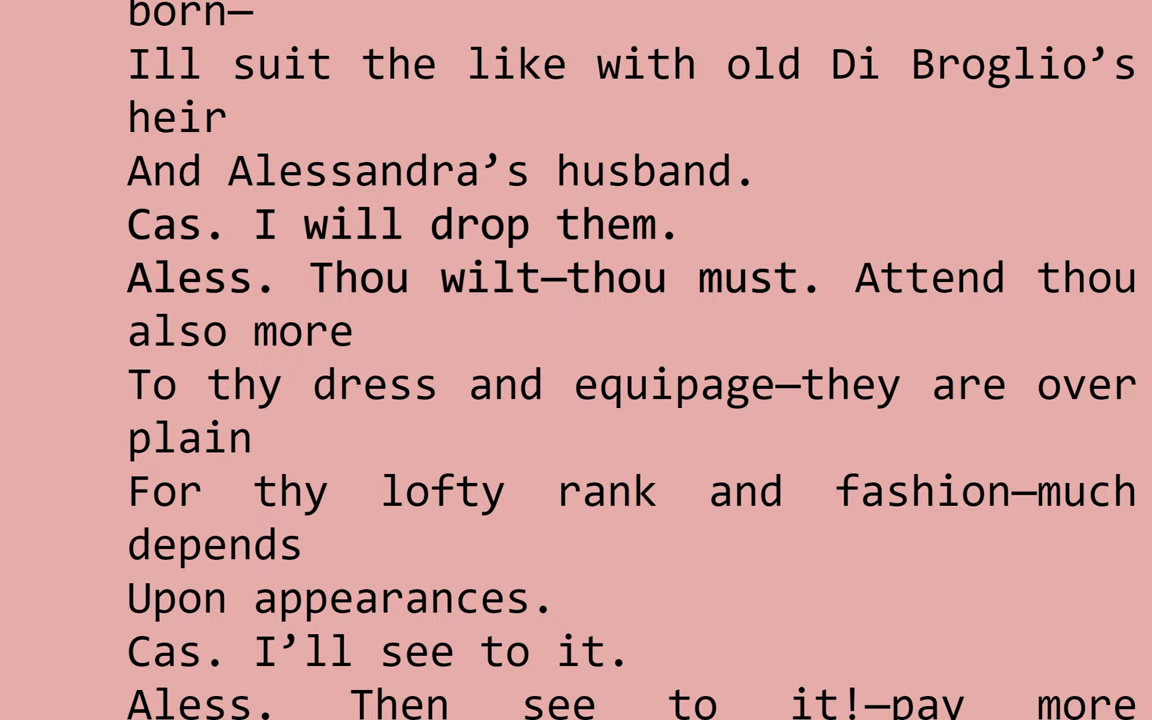 born—
Ill suit the like with old Di Broglio’s
heir
And Alessandra’s husband.
Cas. I will drop them.
Aless. Thou wilt—thou must. Attend thou
also more
To thy dress and equipage—they are over
plain
For thy lofty rank and fashion—much
depends
Upon appearances.
Cas. I’ll see to it.
Aless. Then see to it!—pay more